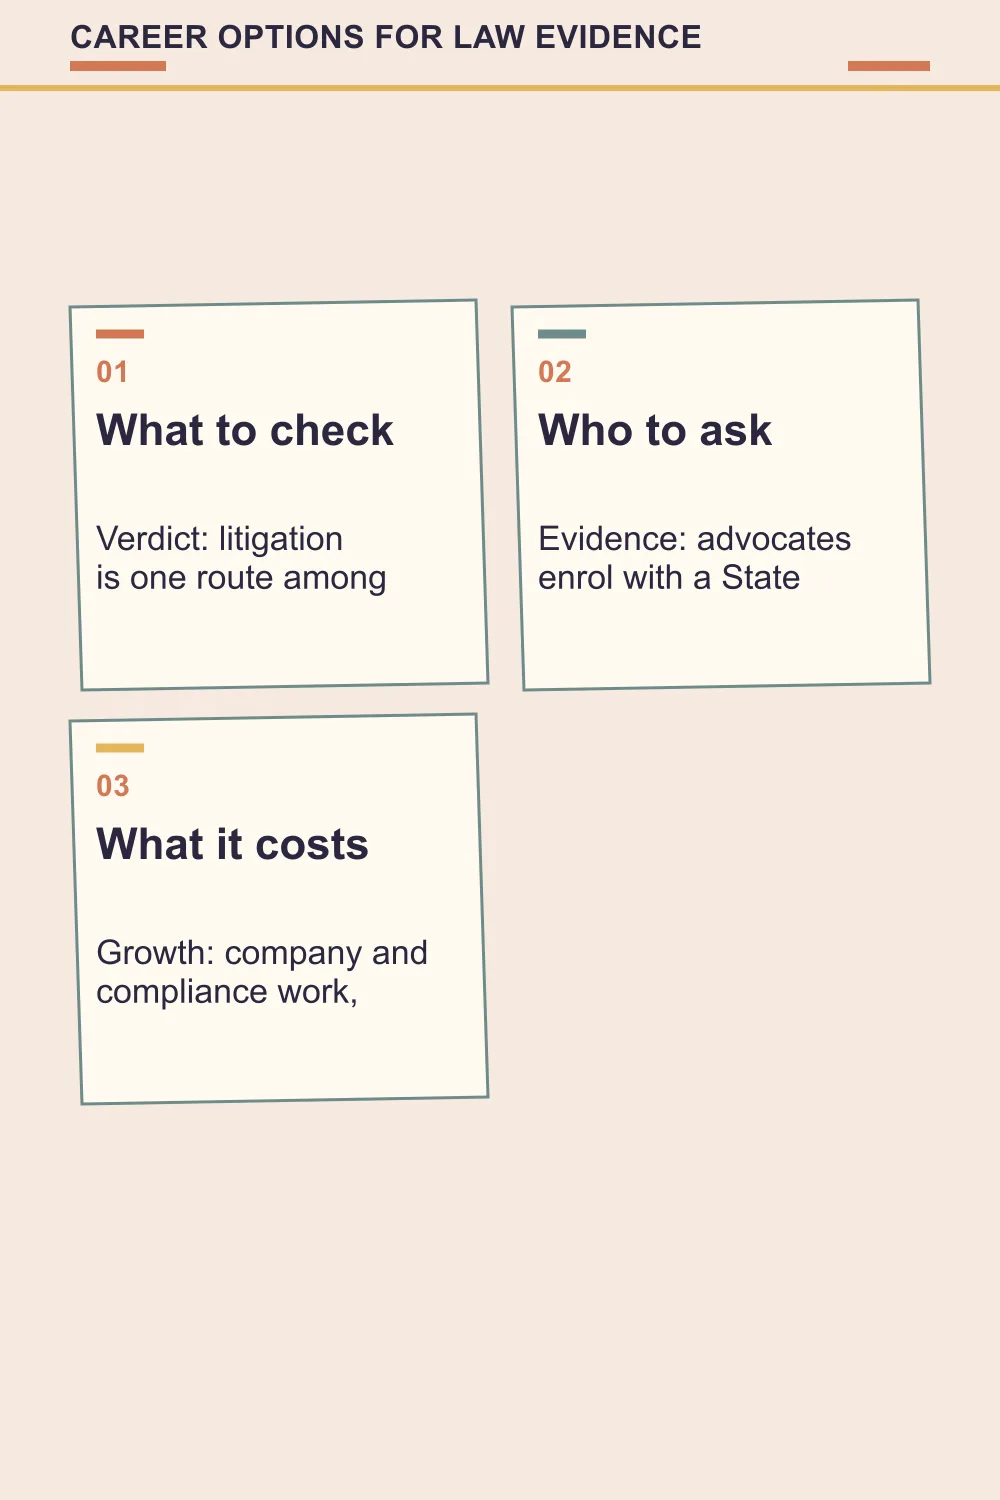 CAREER OPTIONS FOR LAW EVIDENCE
01
What to check
Verdict: litigation
is one route among
02
Who to ask
Evidence: advocates
enrol with a State
03
What it costs
Growth: company and
compliance work,